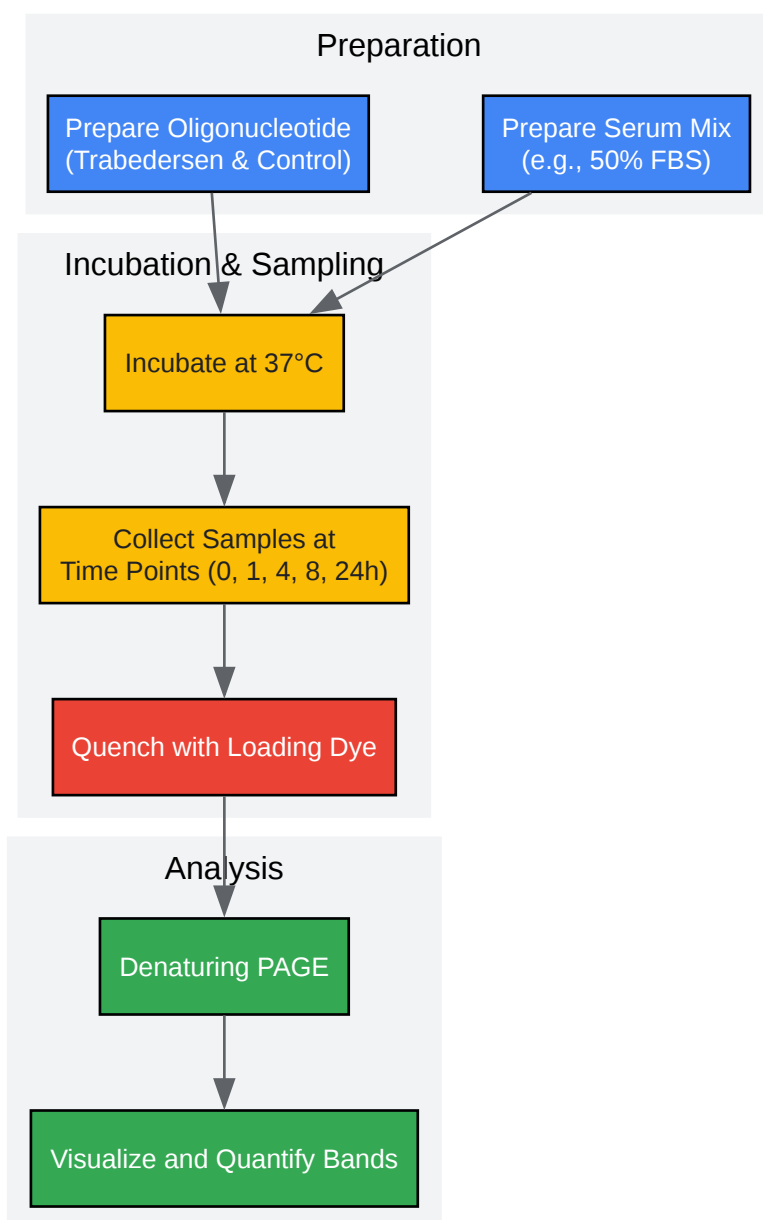 Preparation
Prepare Oligonucleotide
(Trabedersen & Control)
Prepare Serum Mix
(e.g., 50% FBS)
Incubation & Sampling
Incubate at 37°C
Collect Samples at
Time Points (0, 1, 4, 8, 24h)
Quench with Loading Dye
Analysis
Denaturing PAGE
Visualize and Quantify Bands